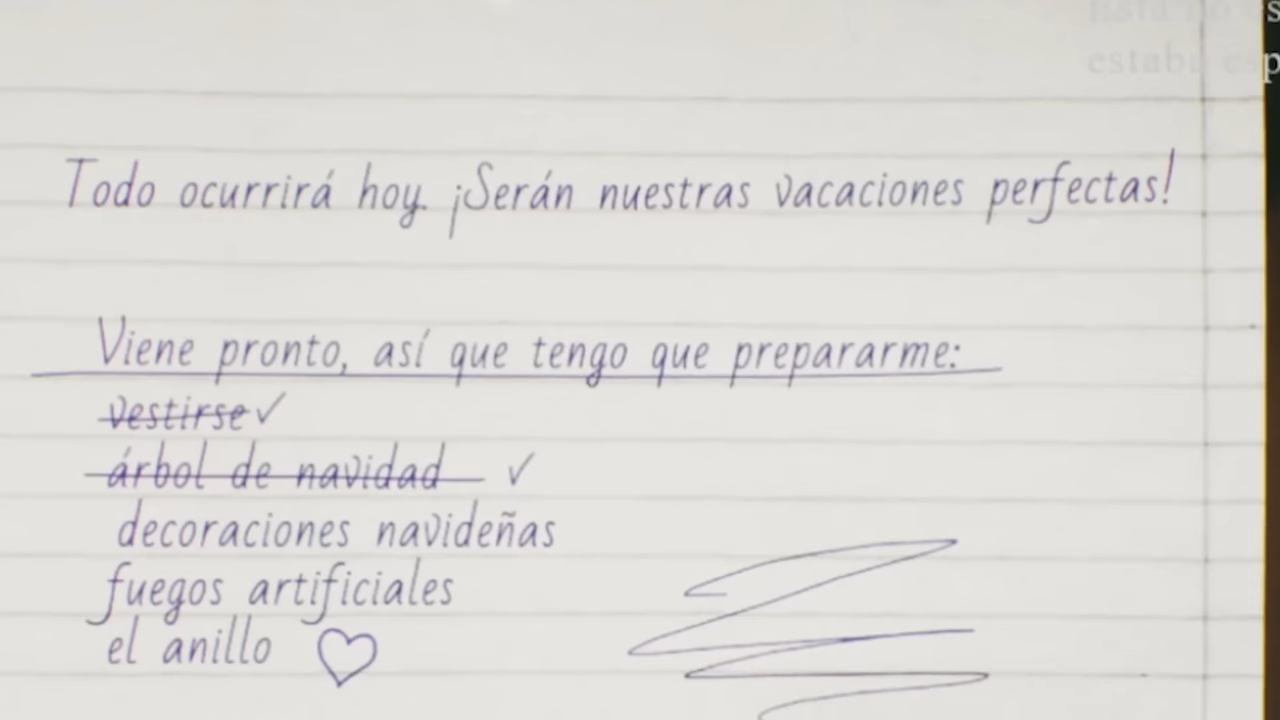 Todo ocurrirá hoy. ¡Serán nuestras vacaciones perfectas!
Viene pronto, así que tengo que prepararme:
vestirse ✓
árbol de navidad ✓
decoraciones navideñas
fuegos artificiales
el anillo